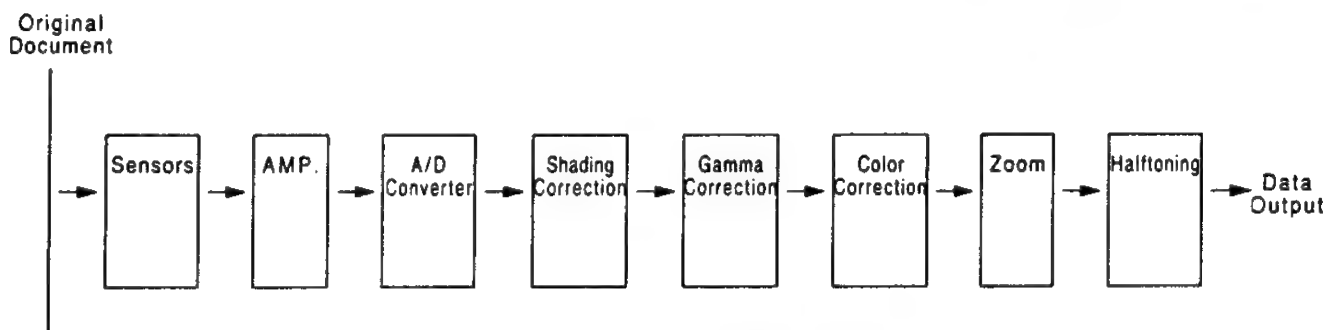 Original
Document
Sensors
AMP.
A/D
Converter
Shading
Correction
Gamma
Correction
Color
Correction
Zoom
Halftoning
Data
Output